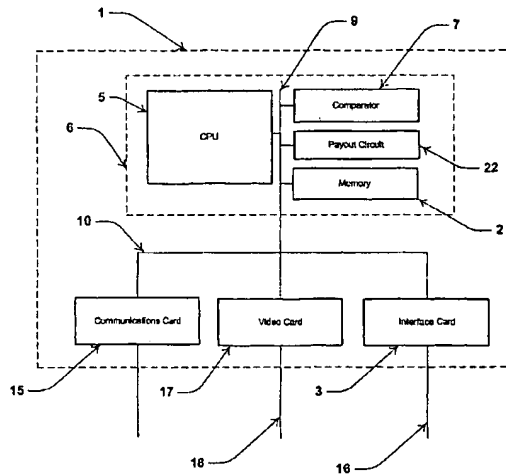 1
9
7
5
CPU
Comparator
6
Payout Circuit
22
Memory
2
10
Communications Card
Video Card
Interface Card
15
17
3
18
16